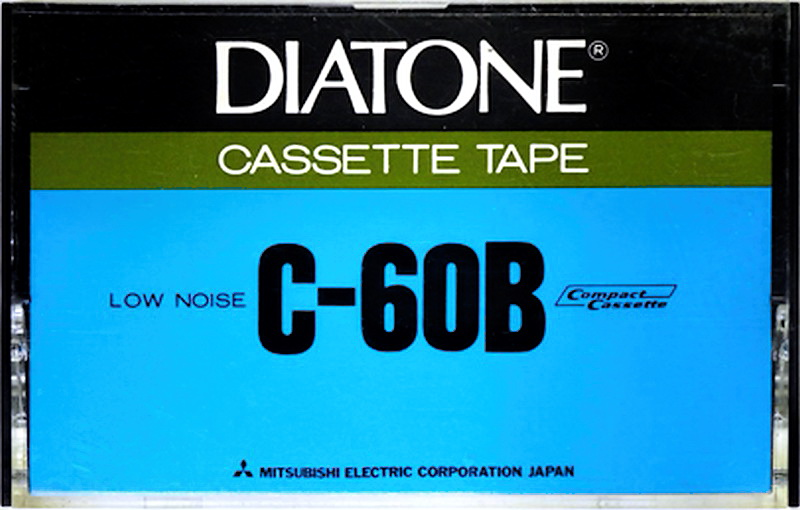 DIATONE®
CASSETTE TAPE
LOW NOISE C-60B Compact Cassette
MITSUBISHI ELECTRIC CORPORATION JAPAN